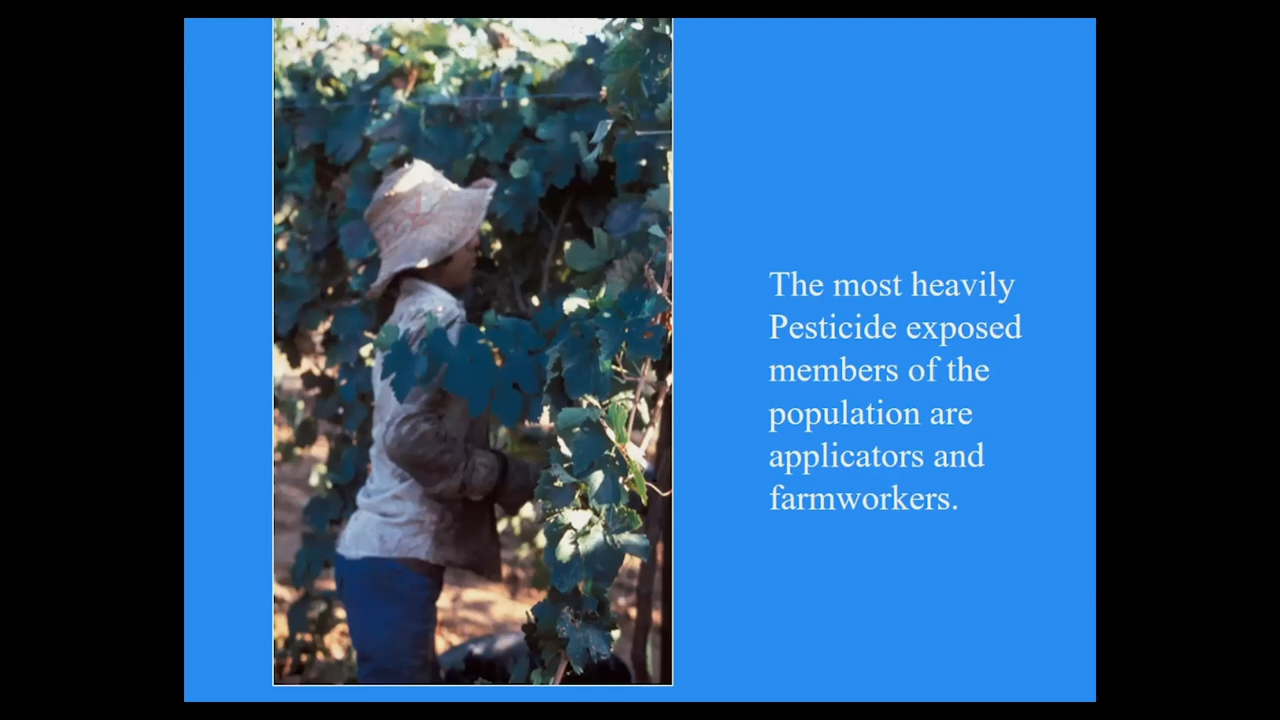 The most heavily
Pesticide exposed
members of the
population are
applicators and
farmworkers.